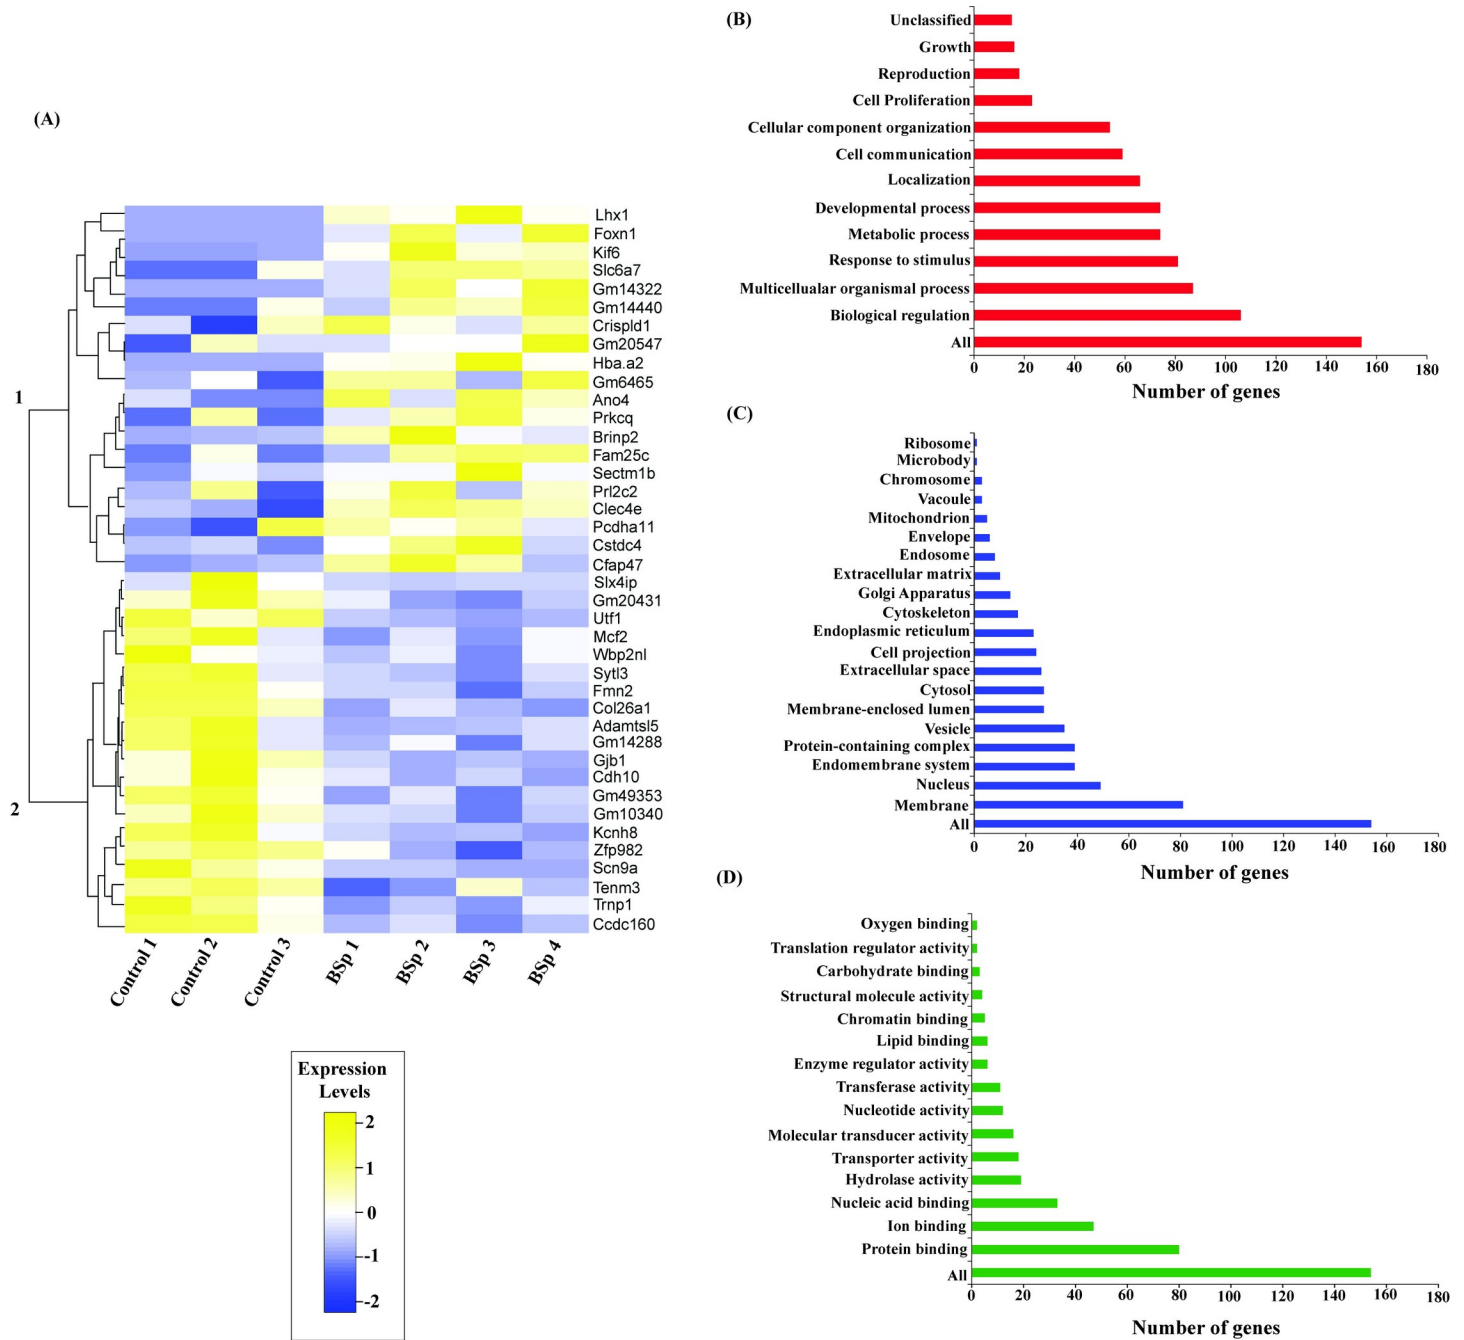 (A)
1
2
Lhx1
Foxn1
Kif6
Slc6a7
Gm14322
Gm14440
Crispld1
Gm20547
Hba.a2
Gm6465
Ano4
Prkcq
Brinp2
Fam25c
Sectm1b
Prl2c2
Clec4e
Pcdha11
Cstdc4
Cfap47
Slx4ip
Gm20431
Utf1
Mcf2
Wbp2nl
Sytl3
Fmn2
Col26a1
Adamtsl5
Gm14288
Gjb1
Cdh10
Gm49353
Gm10340
Kcnh8
Zfp982
Scn9a
Tenm3
Trnp1
Ccdc160
Control 1
Control 2
Control 3
BSp 1
BSp 2
BSp 3
BSp 4
Expression
Levels
2
1
0
-1
-2
(B)
Unclassified
Growth
Reproduction
Cell Proliferation
Cellular component organization
Cell communication
Localization
Developmental process
Metabolic process
Response to stimulus
Multicellualar organismal process
Biological regulation
All
0 20 40 60 80 100 120 140 160 180
Number of genes
(C)
Ribosome
Microbody
Chromosome
Vacoule
Mitochondrion
Envelope
Endosome
Extracellular matrix
Golgi Apparatus
Cytoskeleton
Endoplasmic reticulum
Cell projection
Extracellular space
Cytosol
Membrane-enclosed lumen
Vesicle
Protein-containing complex
Endomembrane system
Nucleus
Membrane
All
0 20 40 60 80 100 120 140 160 180
Number of genes
(D)
Oxygen binding
Translation regulator activity
Carbohydrate binding
Structural molecule activity
Chromatin binding
Lipid binding
Enzyme regulator activity
Transferase activity
Nucleotide activity
Molecular transducer activity
Transporter activity
Hydrolase activity
Nucleic acid binding
Ion binding
Protein binding
All
0 20 40 60 80 100 120 140 160 180
Number of genes